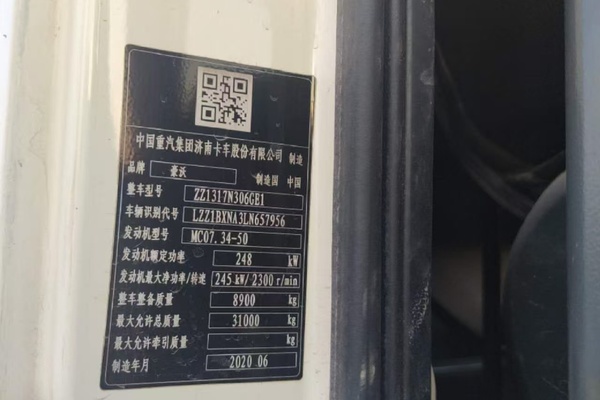 中国重汽集团济南卡车股份有限公司 制造
品牌 豪沃 制造国 中国
整车型号 ZZ1317N306GE1
车辆识别代号 LZZ1BXNA3LN657956
发动机型号 MC07.34-50
发动机额定功率 248 kW
发动机最大净功率/转速 245 kW/2300 r/min
整车整备质量 8900 kg
最大允许总质量 31000 kg
最大允许牵引质量 kg
制造年月 2020 06